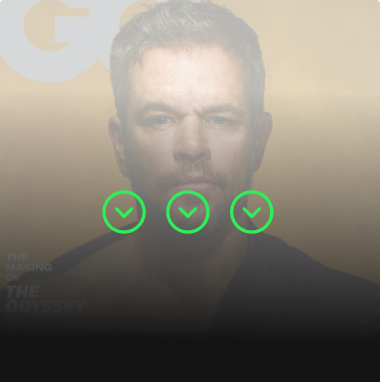 GQ
THE
MAKING
OF
THE
ODYSSEY